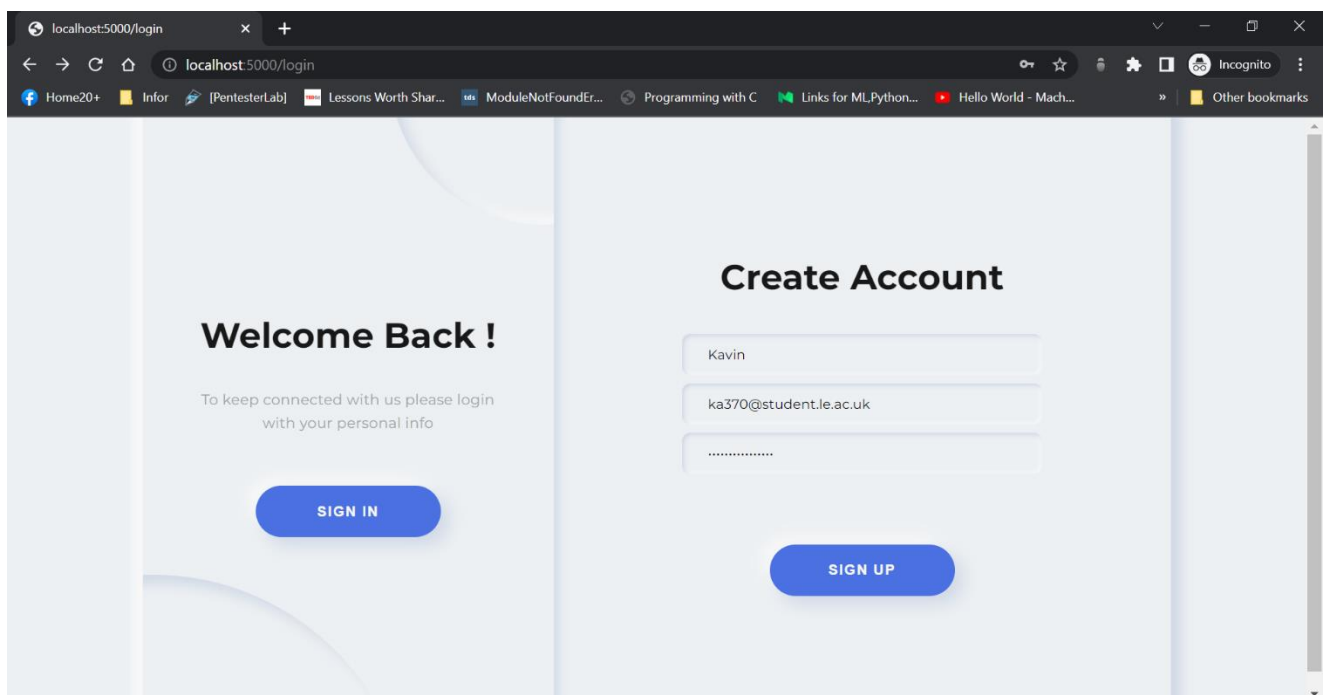 localhost:5000/login
localhost:5000/login
Incognito
Home20+
Infor
[PentesterLab]
Lessons Worth Shar...
tds
ModuleNotFoundEr...
Programming with C
Links for ML,Python...
Hello World - Mach...
»
Other bookmarks
Welcome Back !
To keep connected with us please login
with your personal info
SIGN IN
Create Account
Kavin
ka370@student.le.ac.uk
................
SIGN UP